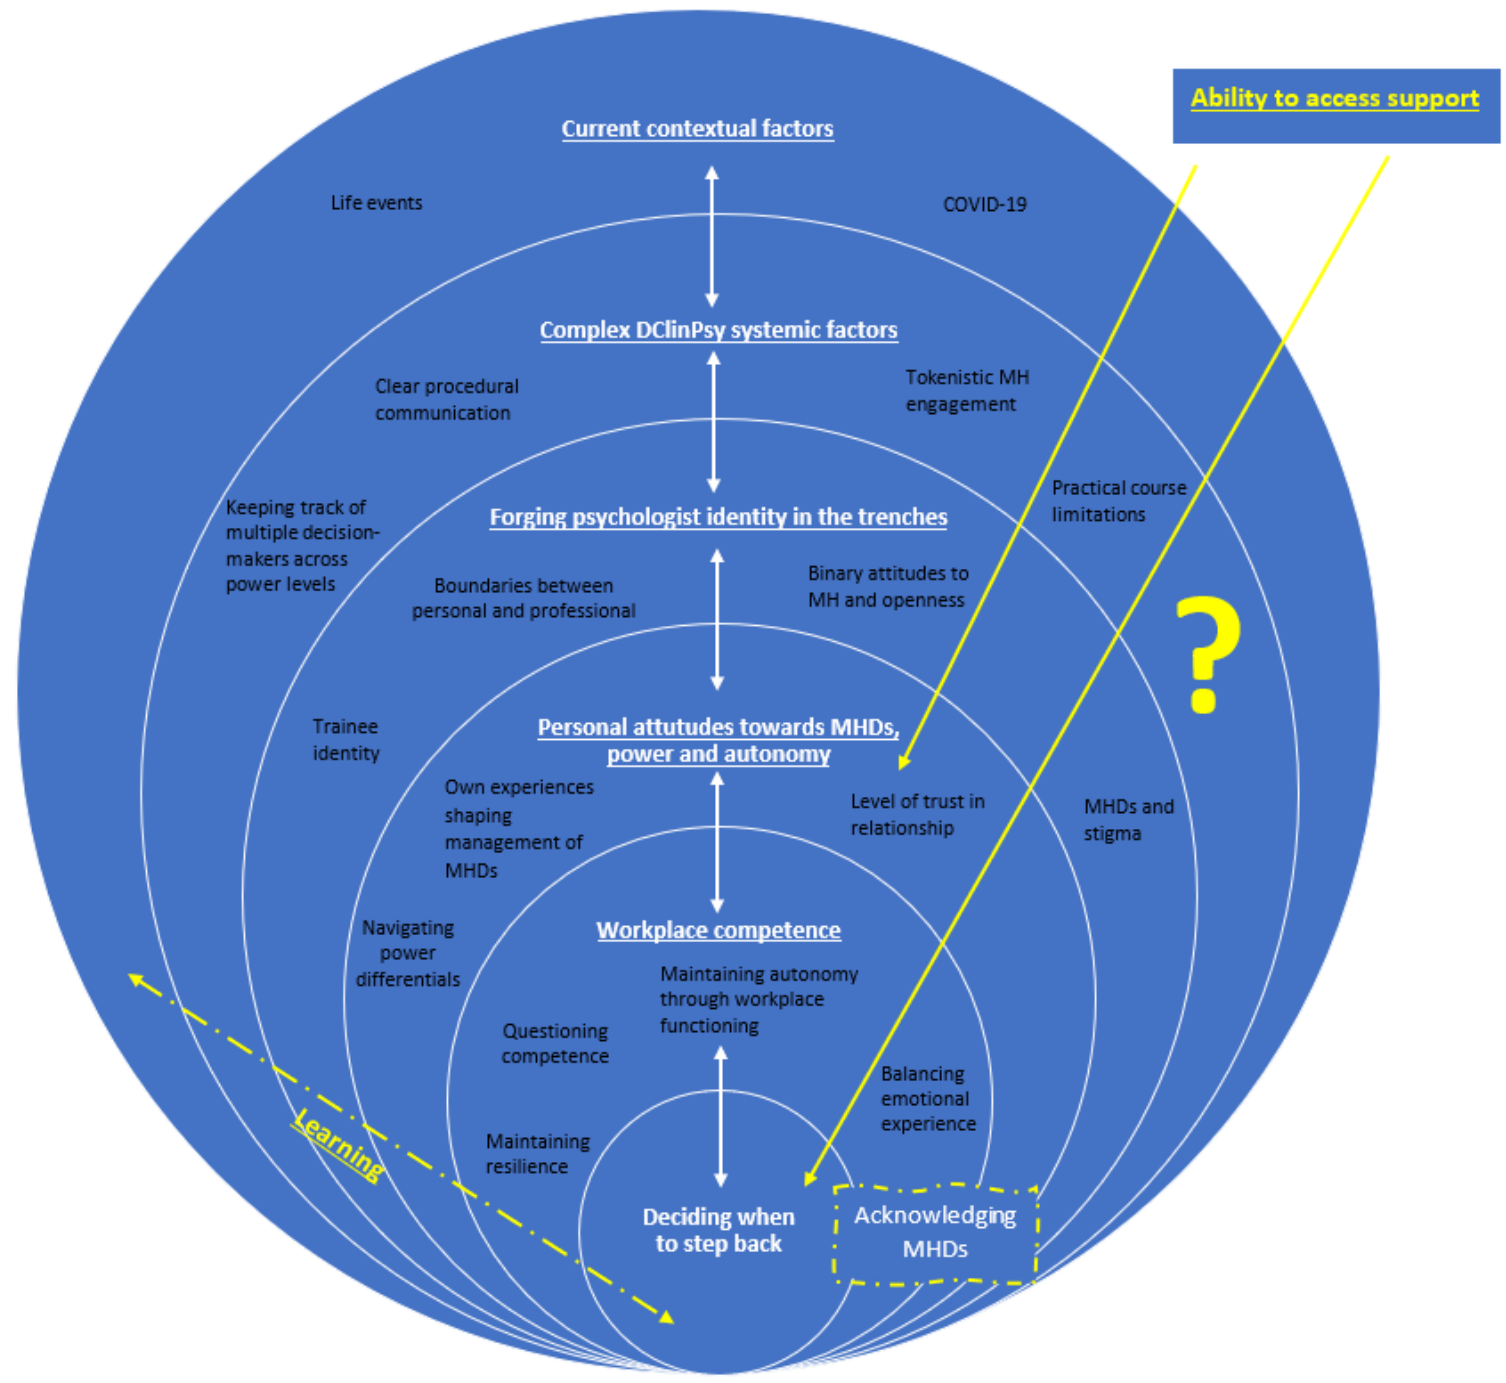 Ability to access support
Current contextual factors
Life events
COVID-19
Complex DClinPsy systemic factors
Clear procedural
communication
Tokenistic MH
engagement
Keeping track of
multiple decision-
makers across
power levels
Practical course
limitations
Forging psychologist identity in the trenches
Boundaries between
personal and professional
Binary attitudes to
MH and openness
?
Trainee
identity
Personal attutudes towards MHDs,
power and autonomy
Own experiences
shaping
management of
MHDs
Level of trust in
relationship
MHDs and
stigma
Navigating
power
differentials
Workplace competence
Maintaining autonomy
through workplace
functioning
Questioning
competence
Balancing
emotional
experience
Learning
Maintaining
resilience
Deciding when
to step back
Acknowledging
MHDs